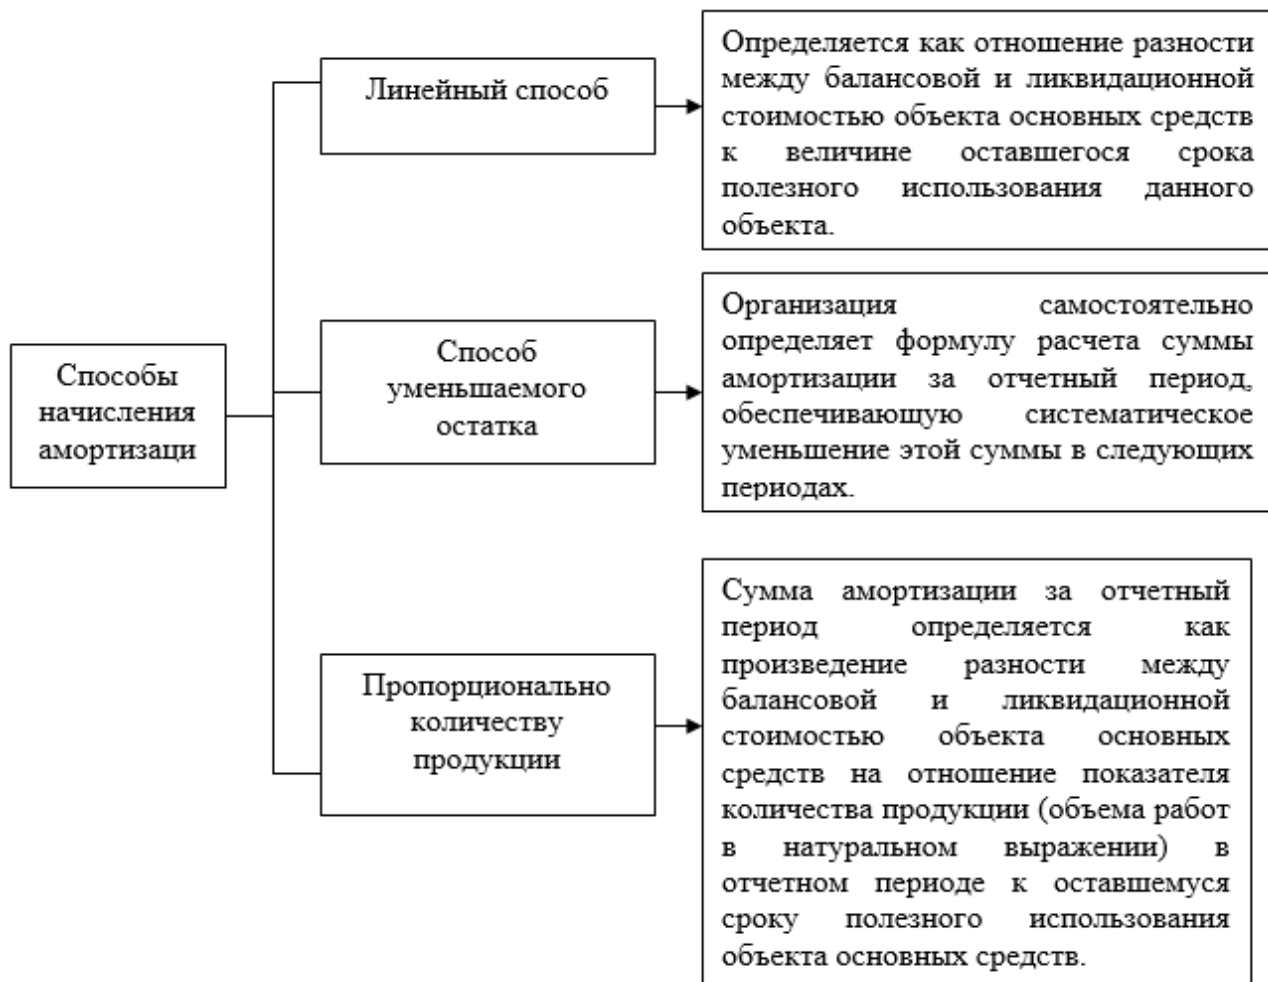 Способы
начисления
амортизаци
Линейный способ
Определяется как отношение разности
между балансовой и ликвидационной
стоимостью объекта основных средств
к величине оставшегося срока
полезного использования данного
объекта.
Способ
уменьшаемого
остатка
Организация самостоятельно
определяет формулу расчета суммы
амортизации за отчетный период,
обеспечивающую систематическое
уменьшение этой суммы в следующих
периодах.
Пропорционально
количеству
продукции
Сумма амортизации за отчетный
период определяется как
произведение разности между
балансовой и ликвидационной
стоимостью объекта основных
средств на отношение показателя
количества продукции (объема работ
в натуральном выражении) в
отчетном периоде к оставшемуся
сроку полезного использования
объекта основных средств.